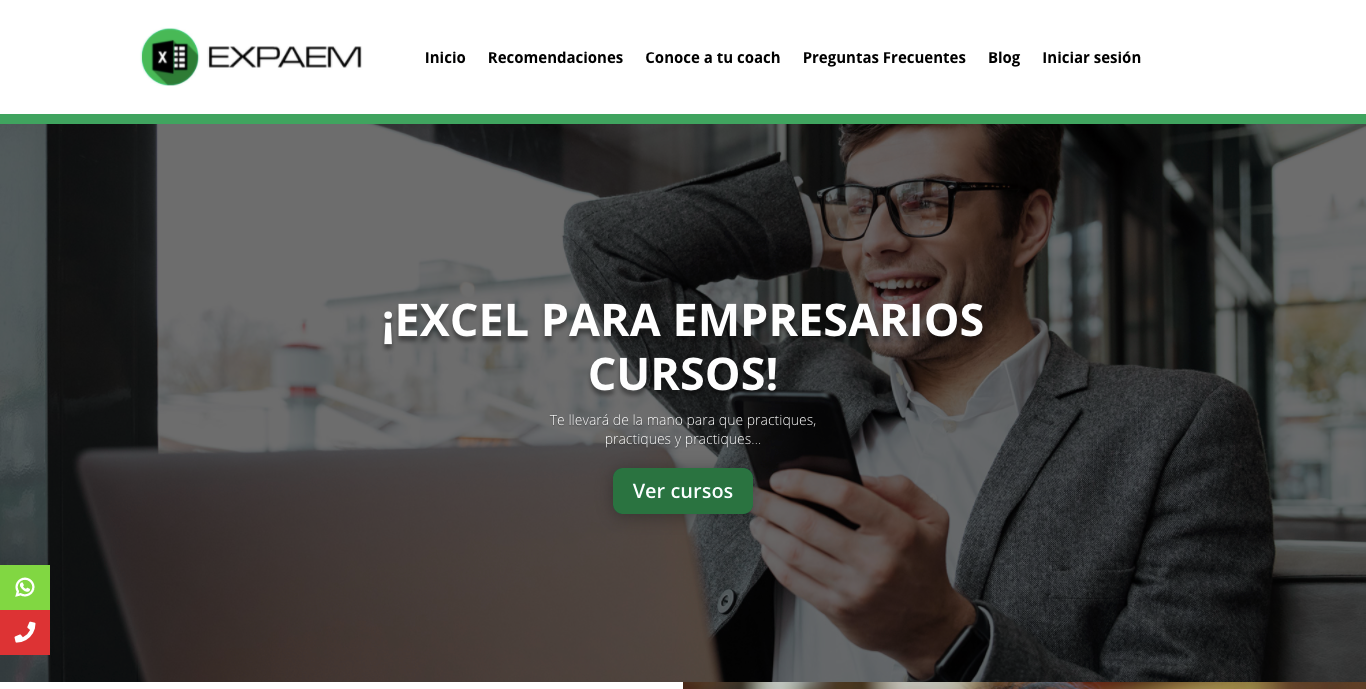 X EXPAEM
Inicio Recomendaciones Conoce a tu coach Preguntas Frecuentes Blog Iniciar sesión
¡EXCEL PARA EMPRESARIOS
CURSOS!
Te llevará de la mano para que practiques,
practiques y practiques...
Ver cursos